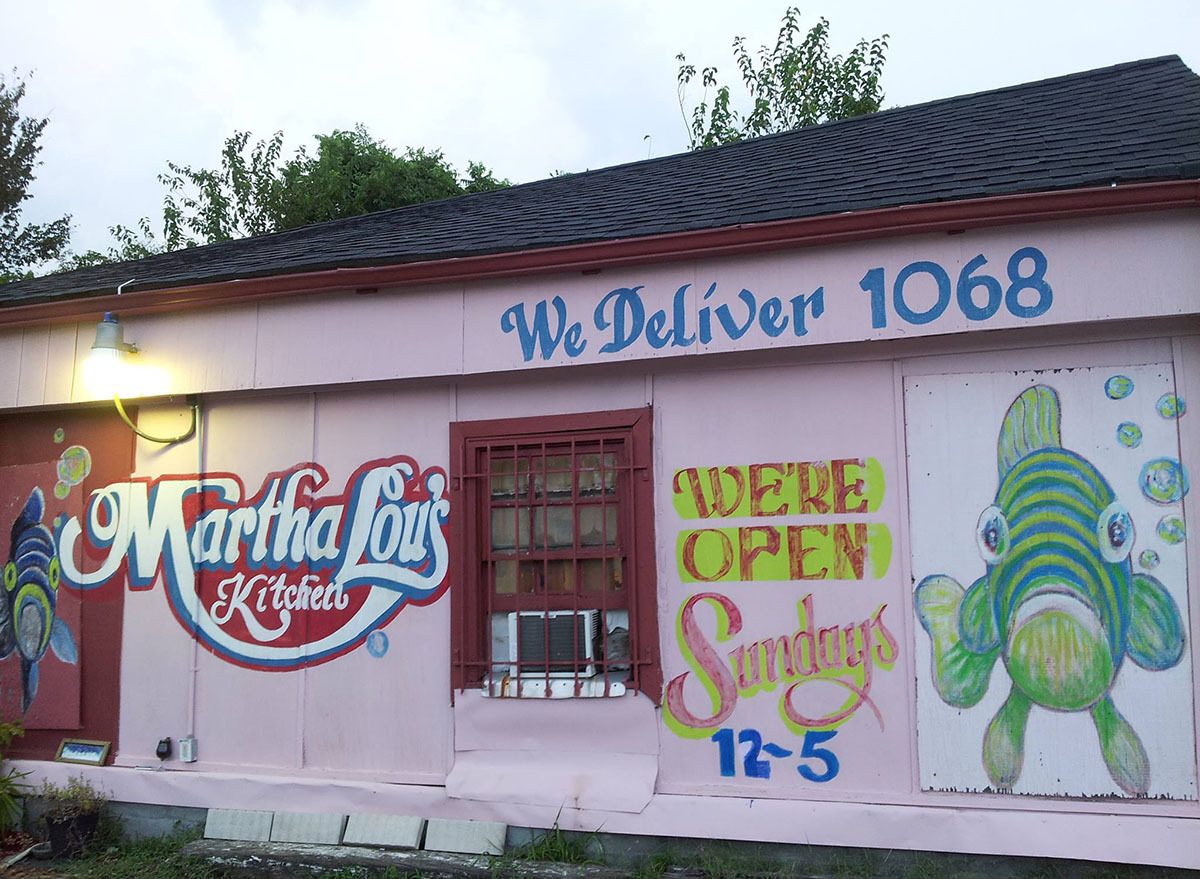 We Deliver 1068
Martha Lou's
Kitchen
WE'RE
OPEN
Sundays
12~5